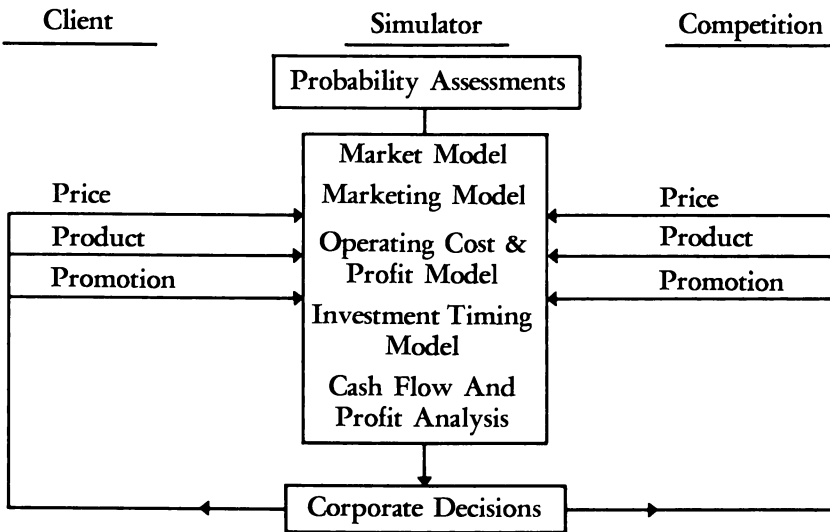 Client
Simulator
Competition
Probability Assessments
Market Model
Marketing Model
Operating Cost &
Profit Model
Investment Timing
Model
Cash Flow And
Profit Analysis
Price
Product
Promotion
Price
Product
Promotion
Corporate Decisions